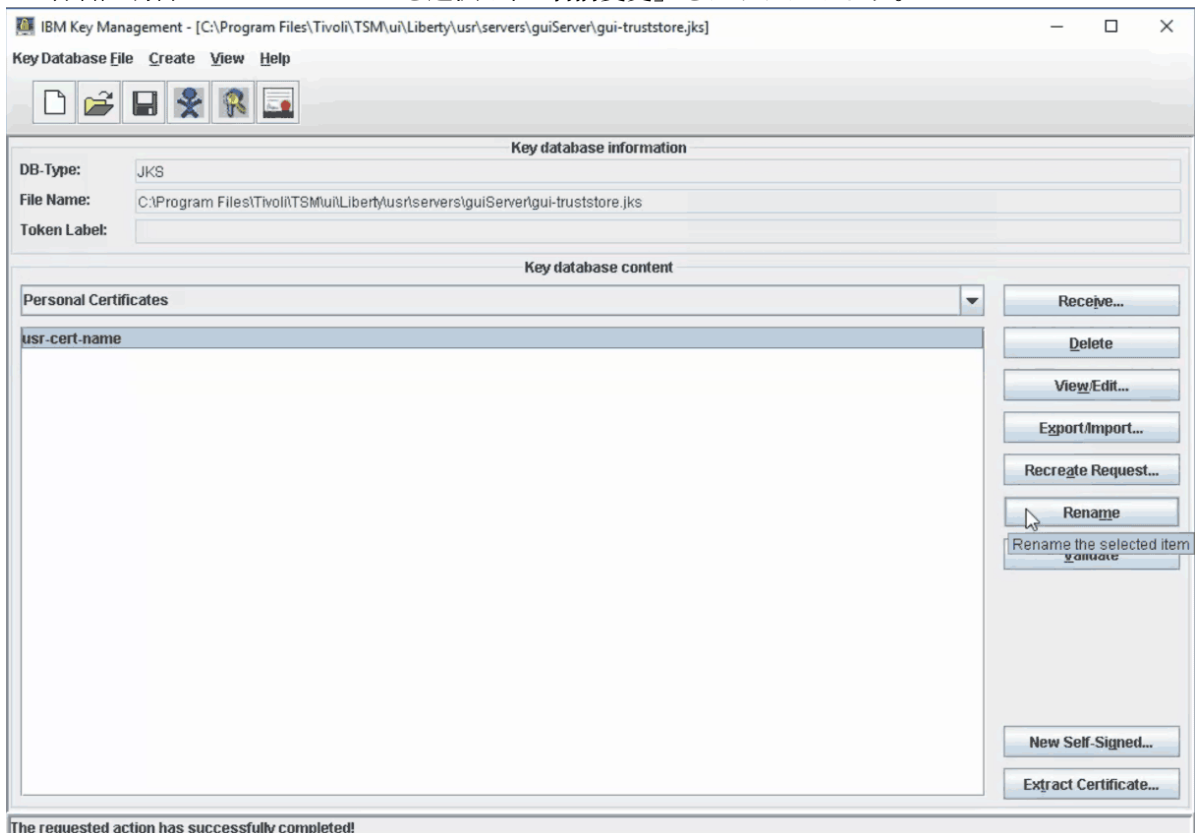 IBM Key Management - [C:\Program Files\Tivoli\TSM\ui\Liberty\usr\servers\guiServer\gui-truststore.jks]
Key Database File Create View Help
Key database information
DB-Type: JKS
File Name: C:\Program Files\Tivoli\TSM\ui\Liberty\usr\servers\guiServer\gui-truststore.jks
Token Label:
Key database content
Personal Certificates
Receive...
usr-cert-name
Delete
View/Edit...
Export/Import...
Recreate Request...
Rename
Rename the selected item
Validate
New Self-Signed...
Extract Certificate...
The requested action has successfully completed!